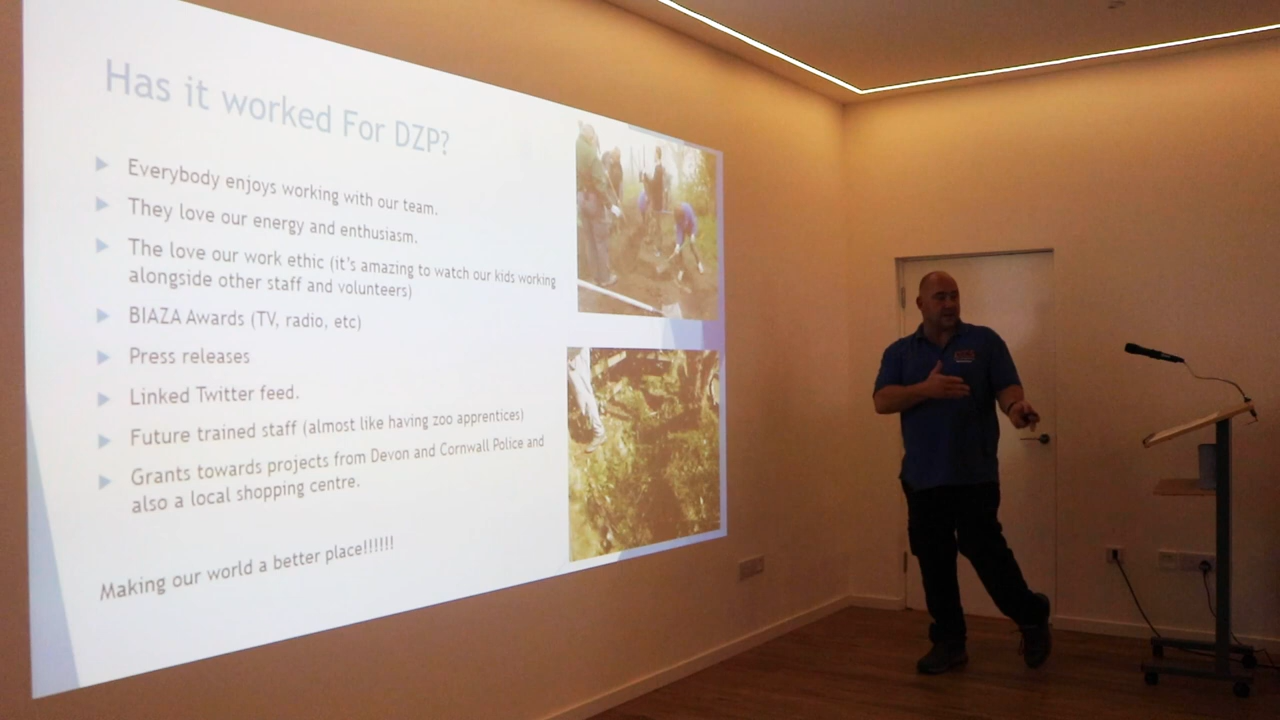 Has it worked For DZP?
Everybody enjoys working with our team.
They love our energy and enthusiasm.
The love our work ethic (it's amazing to watch our kids working
alongside other staff and volunteers)
BIAZA Awards (TV, radio, etc)
Press releases
Linked Twitter feed.
Future trained staff (almost like having zoo apprentices)
Grants towards projects from Devon and Cornwall Police and
also a local shopping centre.
Making our world a better place!!!!!!